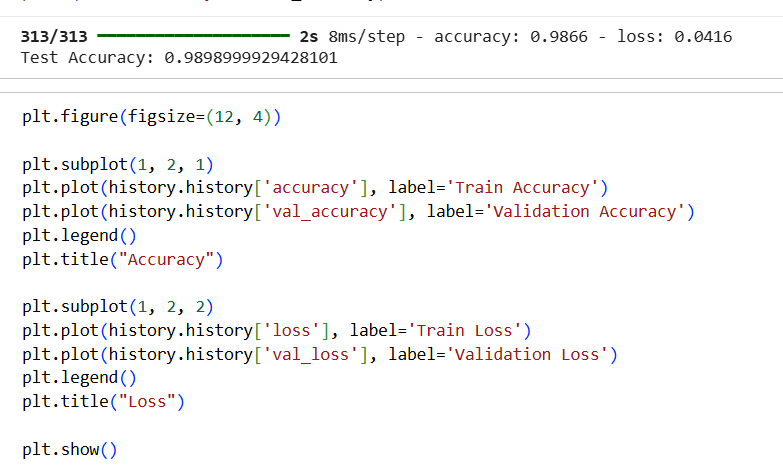 313/313 ━━━━━━━━━━━━━━━━━━━━ 2s 8ms/step - accuracy: 0.9866 - loss: 0.0416
Test Accuracy: 0.9898999929428101
plt.figure(figsize=(12, 4))
plt.subplot(1, 2, 1)
plt.plot(history.history['accuracy'], label='Train Accuracy')
plt.plot(history.history['val_accuracy'], label='Validation Accuracy')
plt.legend()
plt.title("Accuracy")
plt.subplot(1, 2, 2)
plt.plot(history.history['loss'], label='Train Loss')
plt.plot(history.history['val_loss'], label='Validation Loss')
plt.legend()
plt.title("Loss")
plt.show()